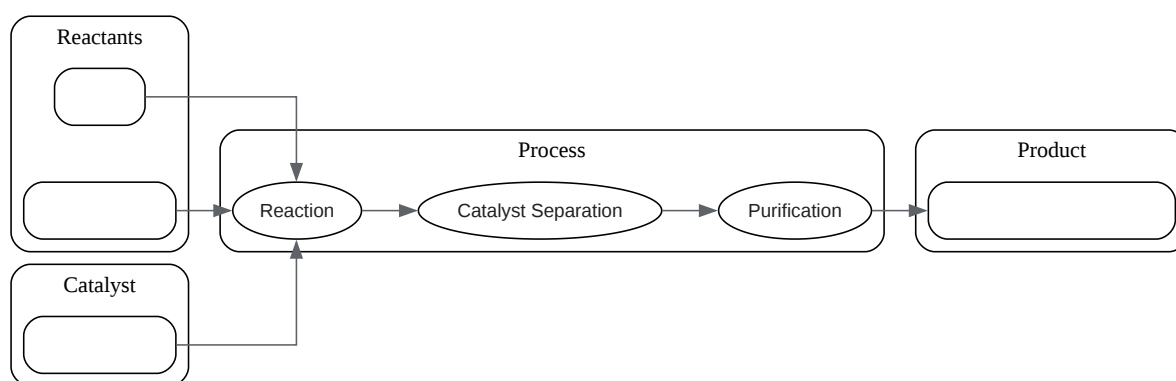 Reactants
Process
Product
Reaction
Catalyst Separation
Purification
Catalyst